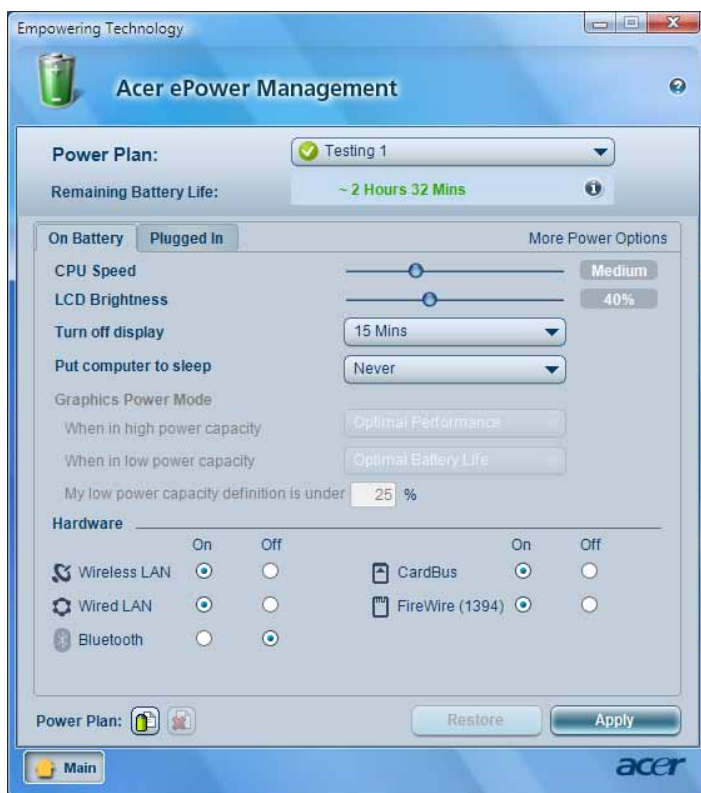 Empowering Technology
Acer ePower Management
Power Plan: Testing 1
Remaining Battery Life: ~ 2 Hours 32 Mins
On Battery Plugged In More Power Options
CPU Speed Medium
LCD Brightness 40%
Turn off display 15 Mins
Put computer to sleep Never
Graphics Power Mode
When in high power capacity Optimal Performance
When in low power capacity Optimal Battery Life
My low power capacity definition is under 25 %
Hardware
On Off On Off
Wireless LAN CardBus
Wired LAN FireWire (1394)
Bluetooth
Power Plan: Restore Apply
Main acer